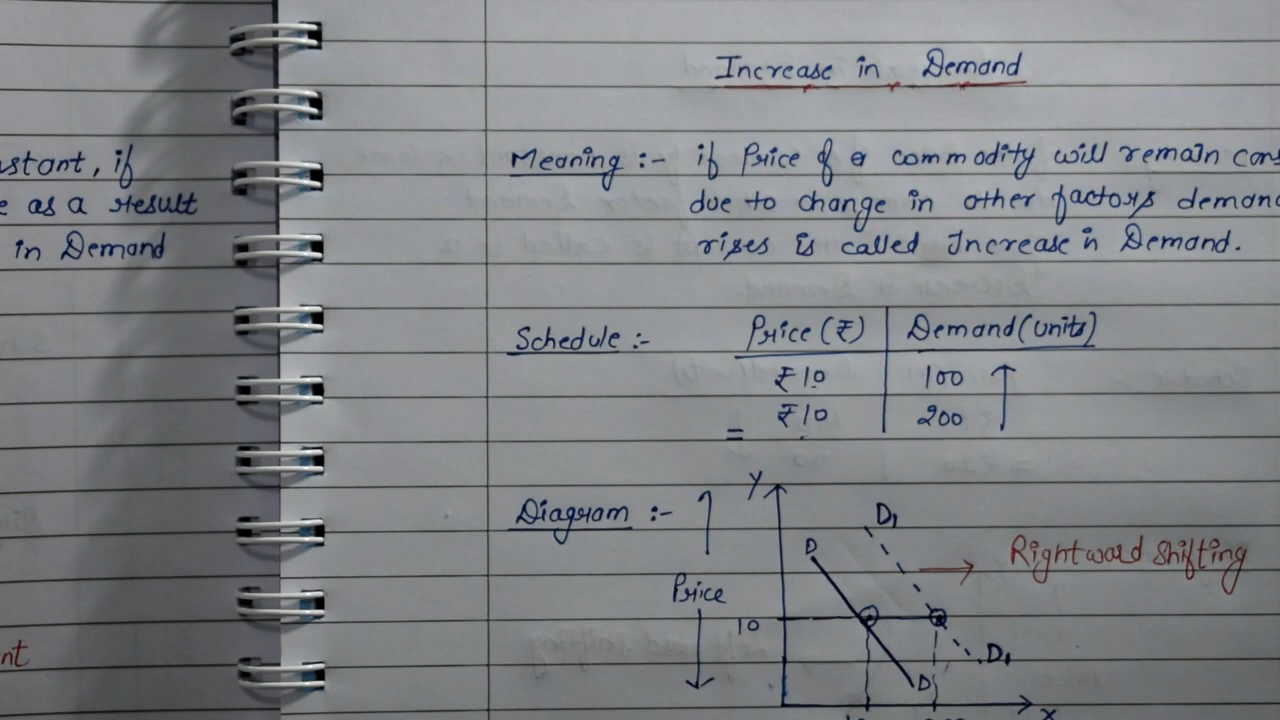 nstant, if
e as a result
in Demand
nt
Increase in Demand
Meaning :- if Price of a commodity will remain cons
due to change in other factors deman
rises is called Increase in Demand.
Schedule :- Price (₹) Demand (units)
₹10 100
= ₹10 200
Diagram :- Y
D1
D
Rightward Shifting
Price
10
D1
D
X